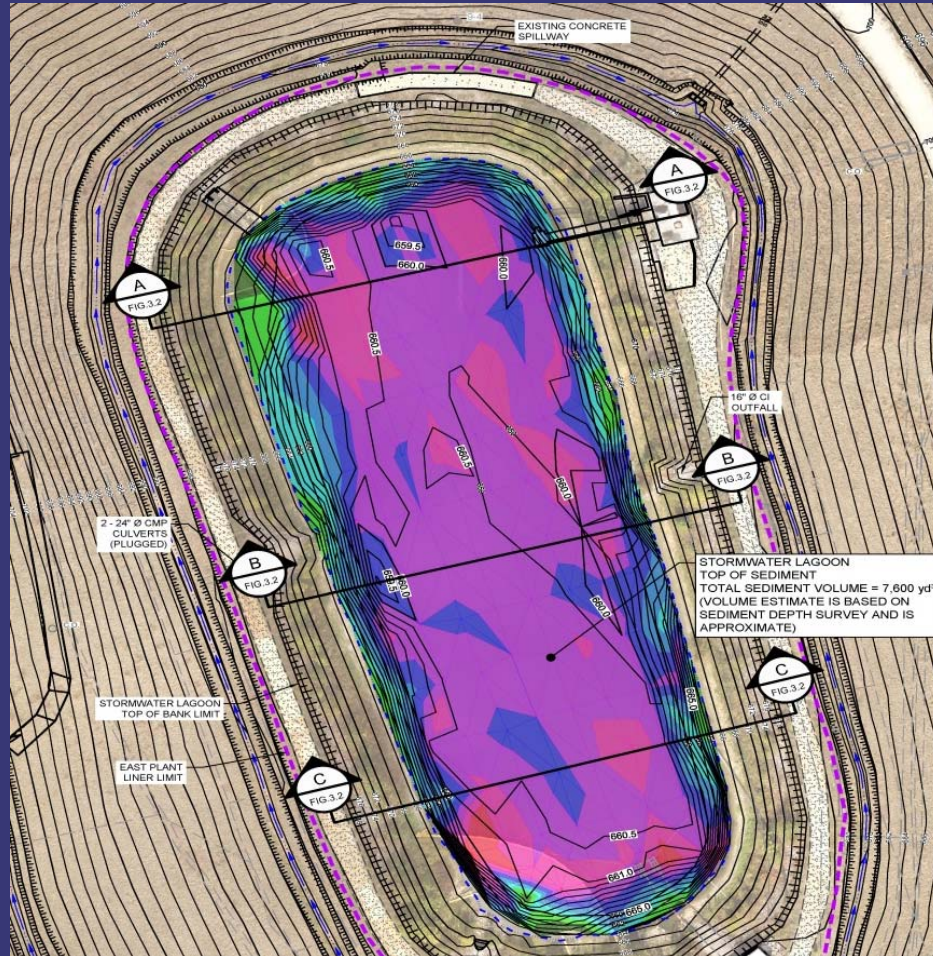 EXISTING CONCRETE
SPILLWAY
A
FIG.3.2
A
FIG.3.2
659.5
660.0
660.5
660.0
660.5
16" Ø CI
OUTFALL
660.5
660.0
B
FIG.3.2
2 - 24" Ø CMP
CULVERTS
(PLUGGED)
B
FIG.3.2
660.0
659.5
660.0
STORMWATER LAGOON
TOP OF SEDIMENT
TOTAL SEDIMENT VOLUME = 7,600 yd³
(VOLUME ESTIMATE IS BASED ON
SEDIMENT DEPTH SURVEY AND IS
APPROXIMATE)
C
FIG.3.2
665.0
STORMWATER LAGOON
TOP OF BANK LIMIT
EAST PLANT
LINER LIMIT
C
FIG.3.2
660.5
661.0
665.0